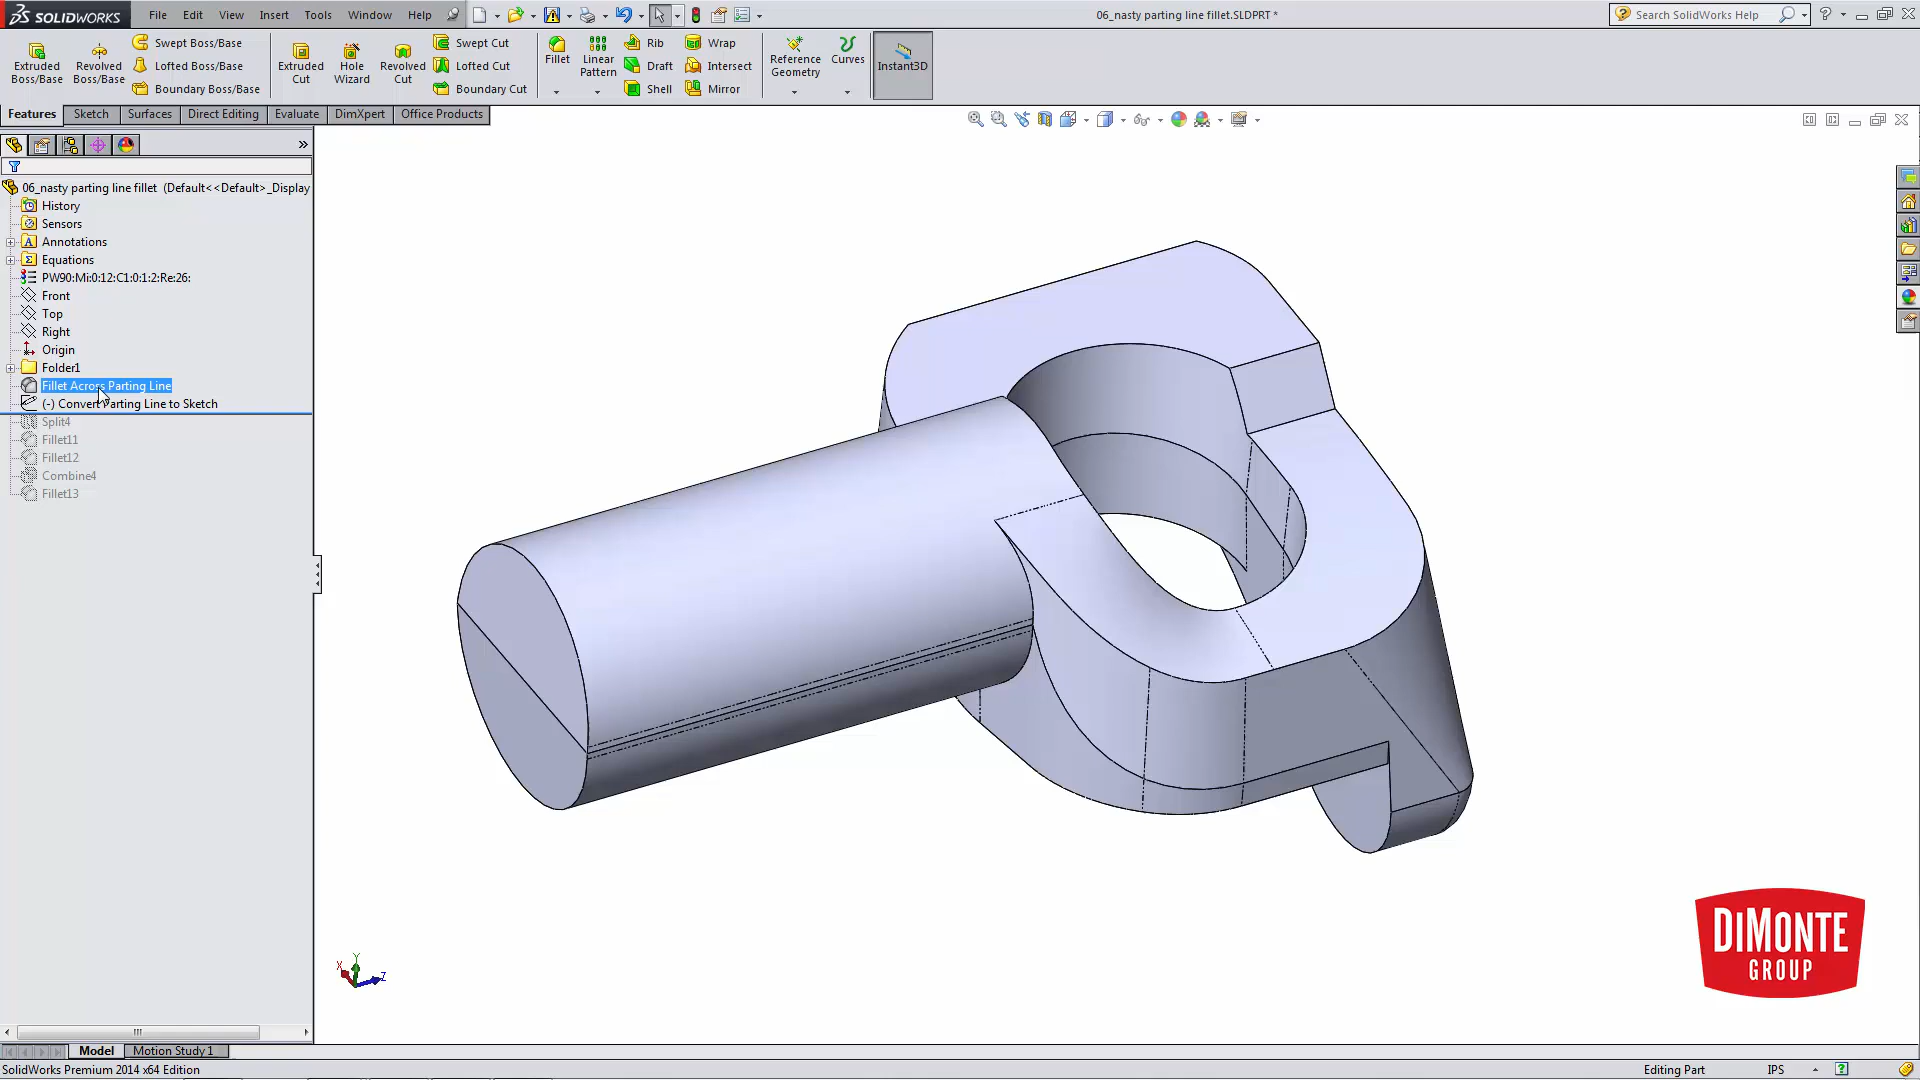 SOLIDWORKS
File Edit View Insert Tools Window Help
06_nasty parting line fillet.SLDPRT *
Search SolidWorks Help
Extruded Boss/Base
Revolved Boss/Base
Swept Boss/Base
Lofted Boss/Base
Boundary Boss/Base
Extruded Cut
Hole Wizard
Revolved Cut
Swept Cut
Lofted Cut
Boundary Cut
Fillet
Linear Pattern
Rib
Draft
Shell
Wrap
Intersect
Mirror
Reference Geometry
Curves
Instant3D
Features Sketch Surfaces Direct Editing Evaluate DimXpert Office Products
06_nasty parting line fillet (Default<<Default>_Display
History
Sensors
Annotations
Equations
PW90:Mi:0:12:C1:0:1:2:Re:26:
Front
Top
Right
Origin
Folder1
Fillet Across Parting Line
(-) Convert Parting Line to Sketch
Split4
Fillet11
Fillet12
Combine4
Fillet13
Y
X
Z
DIMONTE
GROUP
Model Motion Study 1
SolidWorks Premium 2014 x64 Edition
Editing Part
IPS